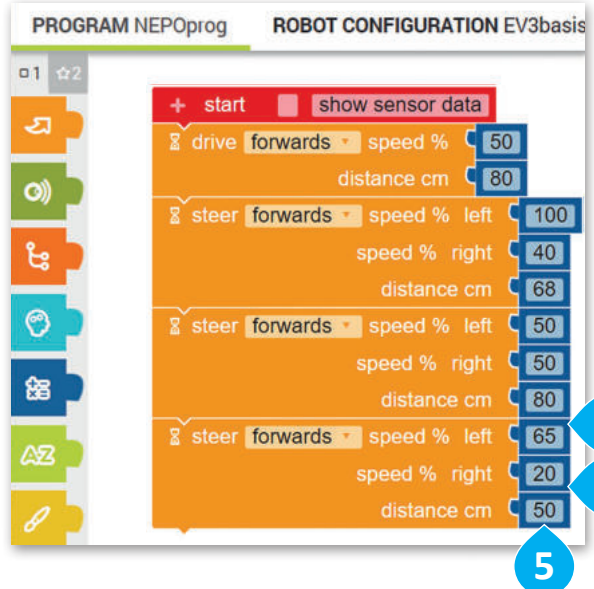 PROGRAM NEPOprog ROBOT CONFIGURATION EV3basis
1 2
+ start show sensor data
drive forwards speed % 50
distance cm 80
steer forwards speed % left 100
speed % right 40
distance cm 68
steer forwards speed % left 50
speed % right 50
distance cm 80
steer forwards speed % left 65
speed % right 20
distance cm 50
AZ
5